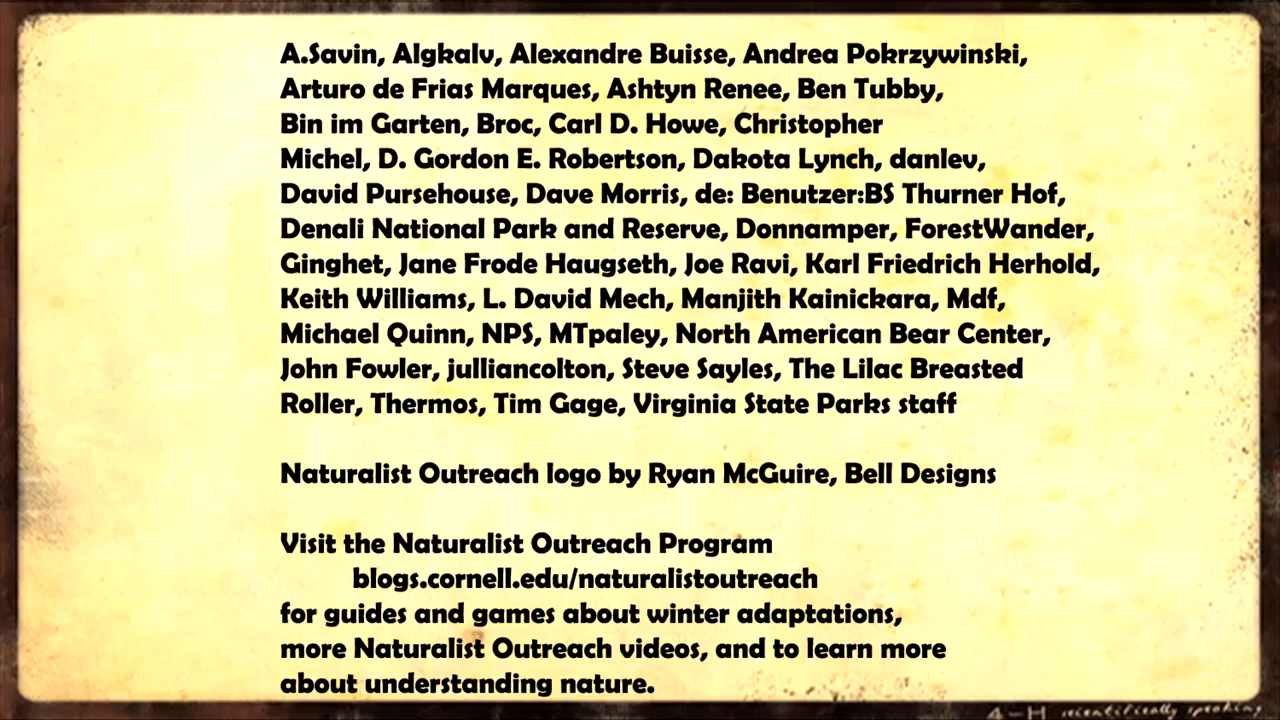 A.Savin, Algkalv, Alexandre Buisse, Andrea Pokrzywinski,
Arturo de Frias Marques, Ashtyn Renee, Ben Tubby,
Bin im Garten, Broc, Carl D. Howe, Christopher
Michel, D. Gordon E. Robertson, Dakota Lynch, danlev,
David Pursehouse, Dave Morris, de: Benutzer:BS Thurner Hof,
Denali National Park and Reserve, Donnamper, ForestWander,
Ginghet, Jane Frode Haugseth, Joe Ravi, Karl Friedrich Herhold,
Keith Williams, L. David Mech, Manjith Kainickara, Mdf,
Michael Quinn, NPS, MTpaley, North American Bear Center,
John Fowler, julliancolton, Steve Sayles, The Lilac Breasted
Roller, Thermos, Tim Gage, Virginia State Parks staff
Naturalist Outreach logo by Ryan McGuire, Bell Designs
Visit the Naturalist Outreach Program
blogs.cornell.edu/naturalistoutreach
for guides and games about winter adaptations,
more Naturalist Outreach videos, and to learn more
about understanding nature.
4-H scientifically speaking